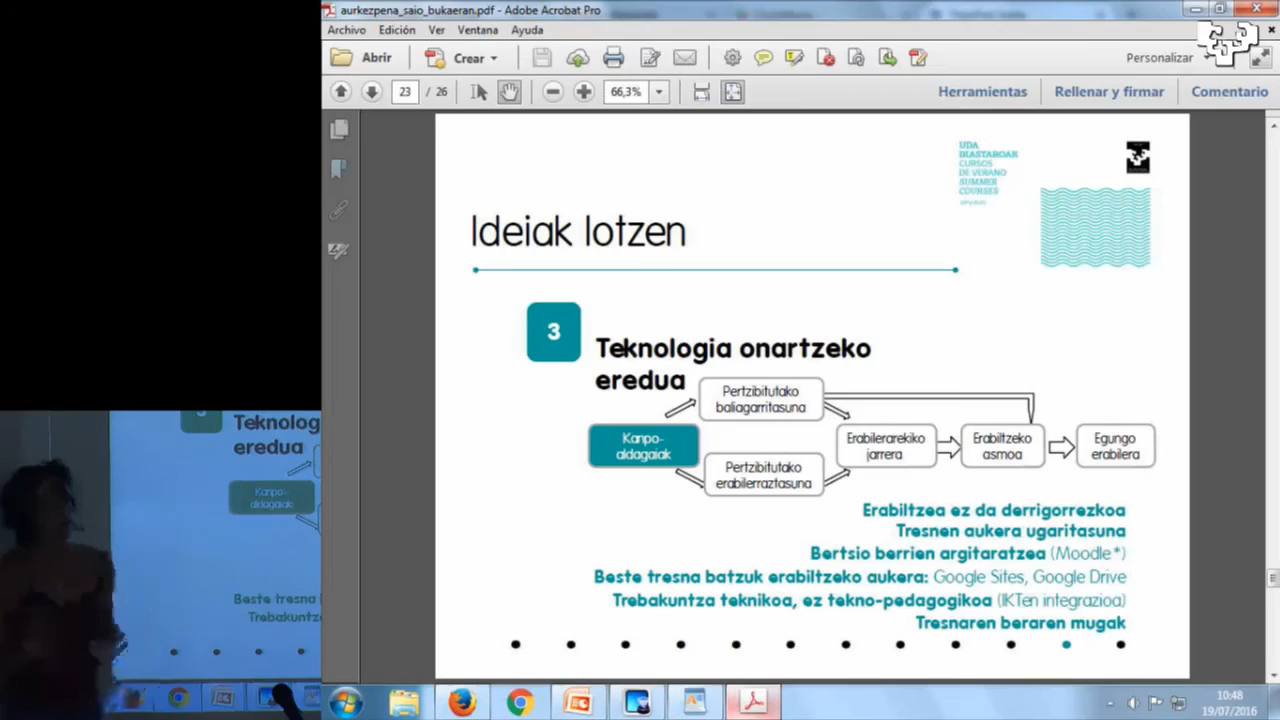 aurkezpena_saio_bukaeran.pdf - Adobe Acrobat Pro
Archivo Edición Ver Ventana Ayuda
Abrir Crear Personalizar
23 / 26 66,3% Herramientas Rellenar y firmar Comentario
UDA
IKASTAROAK
CURSOS
DE VERANO
SUMMER
COURSES
Ideiak lotzen
3
Teknologia onartzeko
eredua
Pertzibitutako
baliagarritasuna
Kanpo-
aldagaiak
Erabilerarekiko
jarrera
Erabiltzeko
asmoa
Egungo
erabilera
Pertzibitutako
erabilerraztasuna
Erabiltzea ez da derrigorrezkoa
Tresnen aukera ugaritasuna
Bertsio berrien argitaratzea (Moodle*)
Beste tresna batzuk erabiltzeko aukera: Google Sites, Google Drive
Trebakuntza teknikoa, ez tekno-pedagogikoa (IKTen integrazioa)
Tresnaren beraren mugak
10:48
19/07/2016
Teknolog
eredua
Kanpo-
aldagaiak
Beste tresna
Trebakuntza